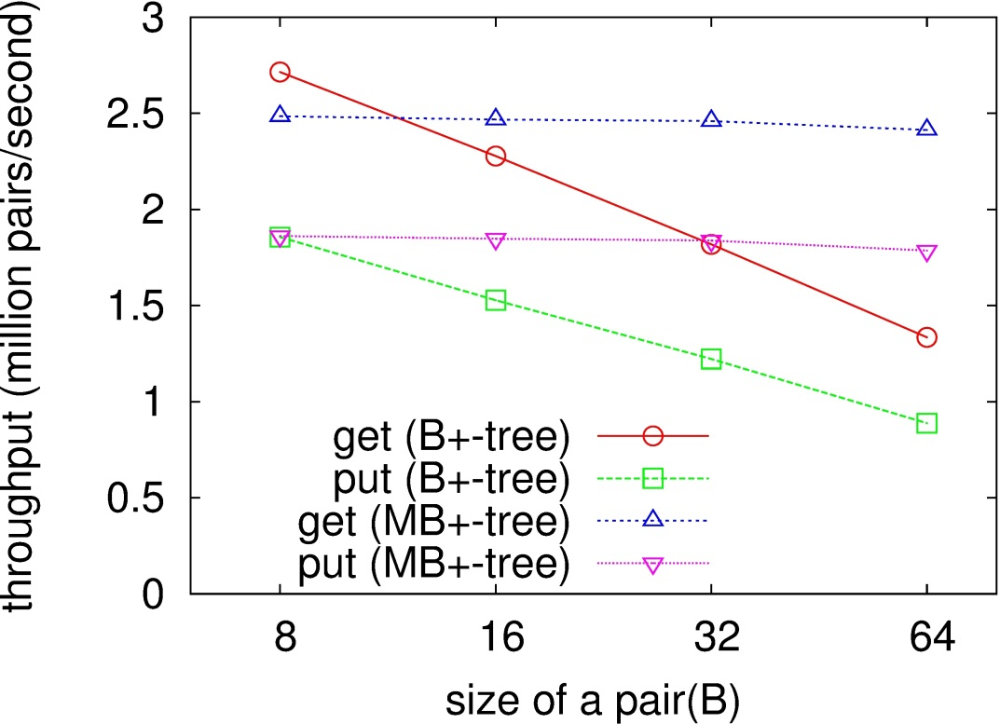 throughput (million pairs/second)
3
2.5
2
1.5
1
0.5
0
get (B+-tree)
put (B+-tree)
get (MB+-tree)
put (MB+-tree)
8 16 32 64
size of a pair(B)